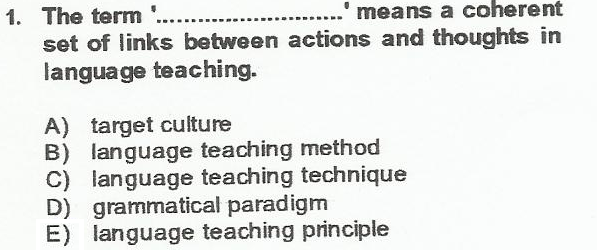 1. The term '............................' means a coherent
set of links between actions and thoughts in
language teaching.
A) target culture
B) language teaching method
C) language teaching technique
D) grammatical paradigm
E) language teaching principle